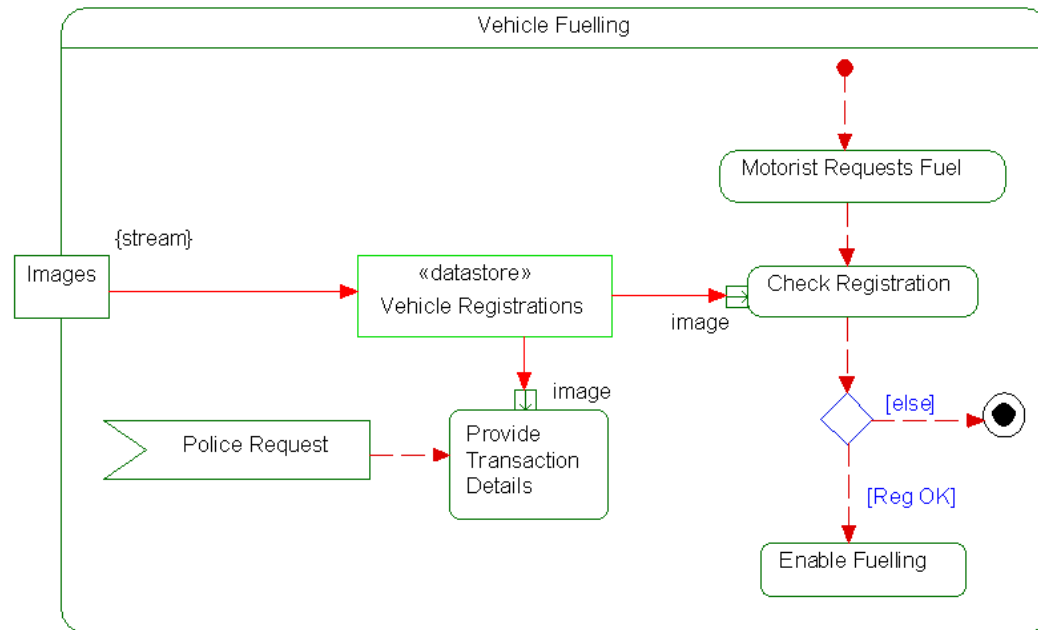 Vehicle Fuelling
Motorist Requests Fuel
{stream}
Images
«datastore»
Vehicle Registrations
image
Check Registration
image
Police Request
Provide
Transaction
Details
[else]
[Reg OK]
Enable Fuelling